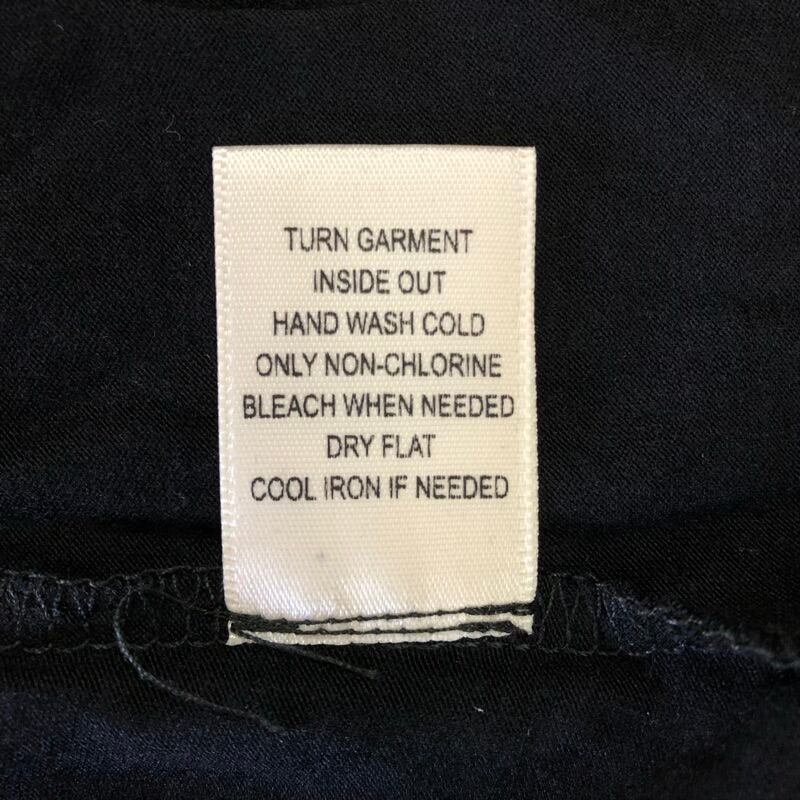 TURN GARMENT
INSIDE OUT
HAND WASH COLD
ONLY NON-CHLORINE
BLEACH WHEN NEEDED
DRY FLAT
COOL IRON IF NEEDED